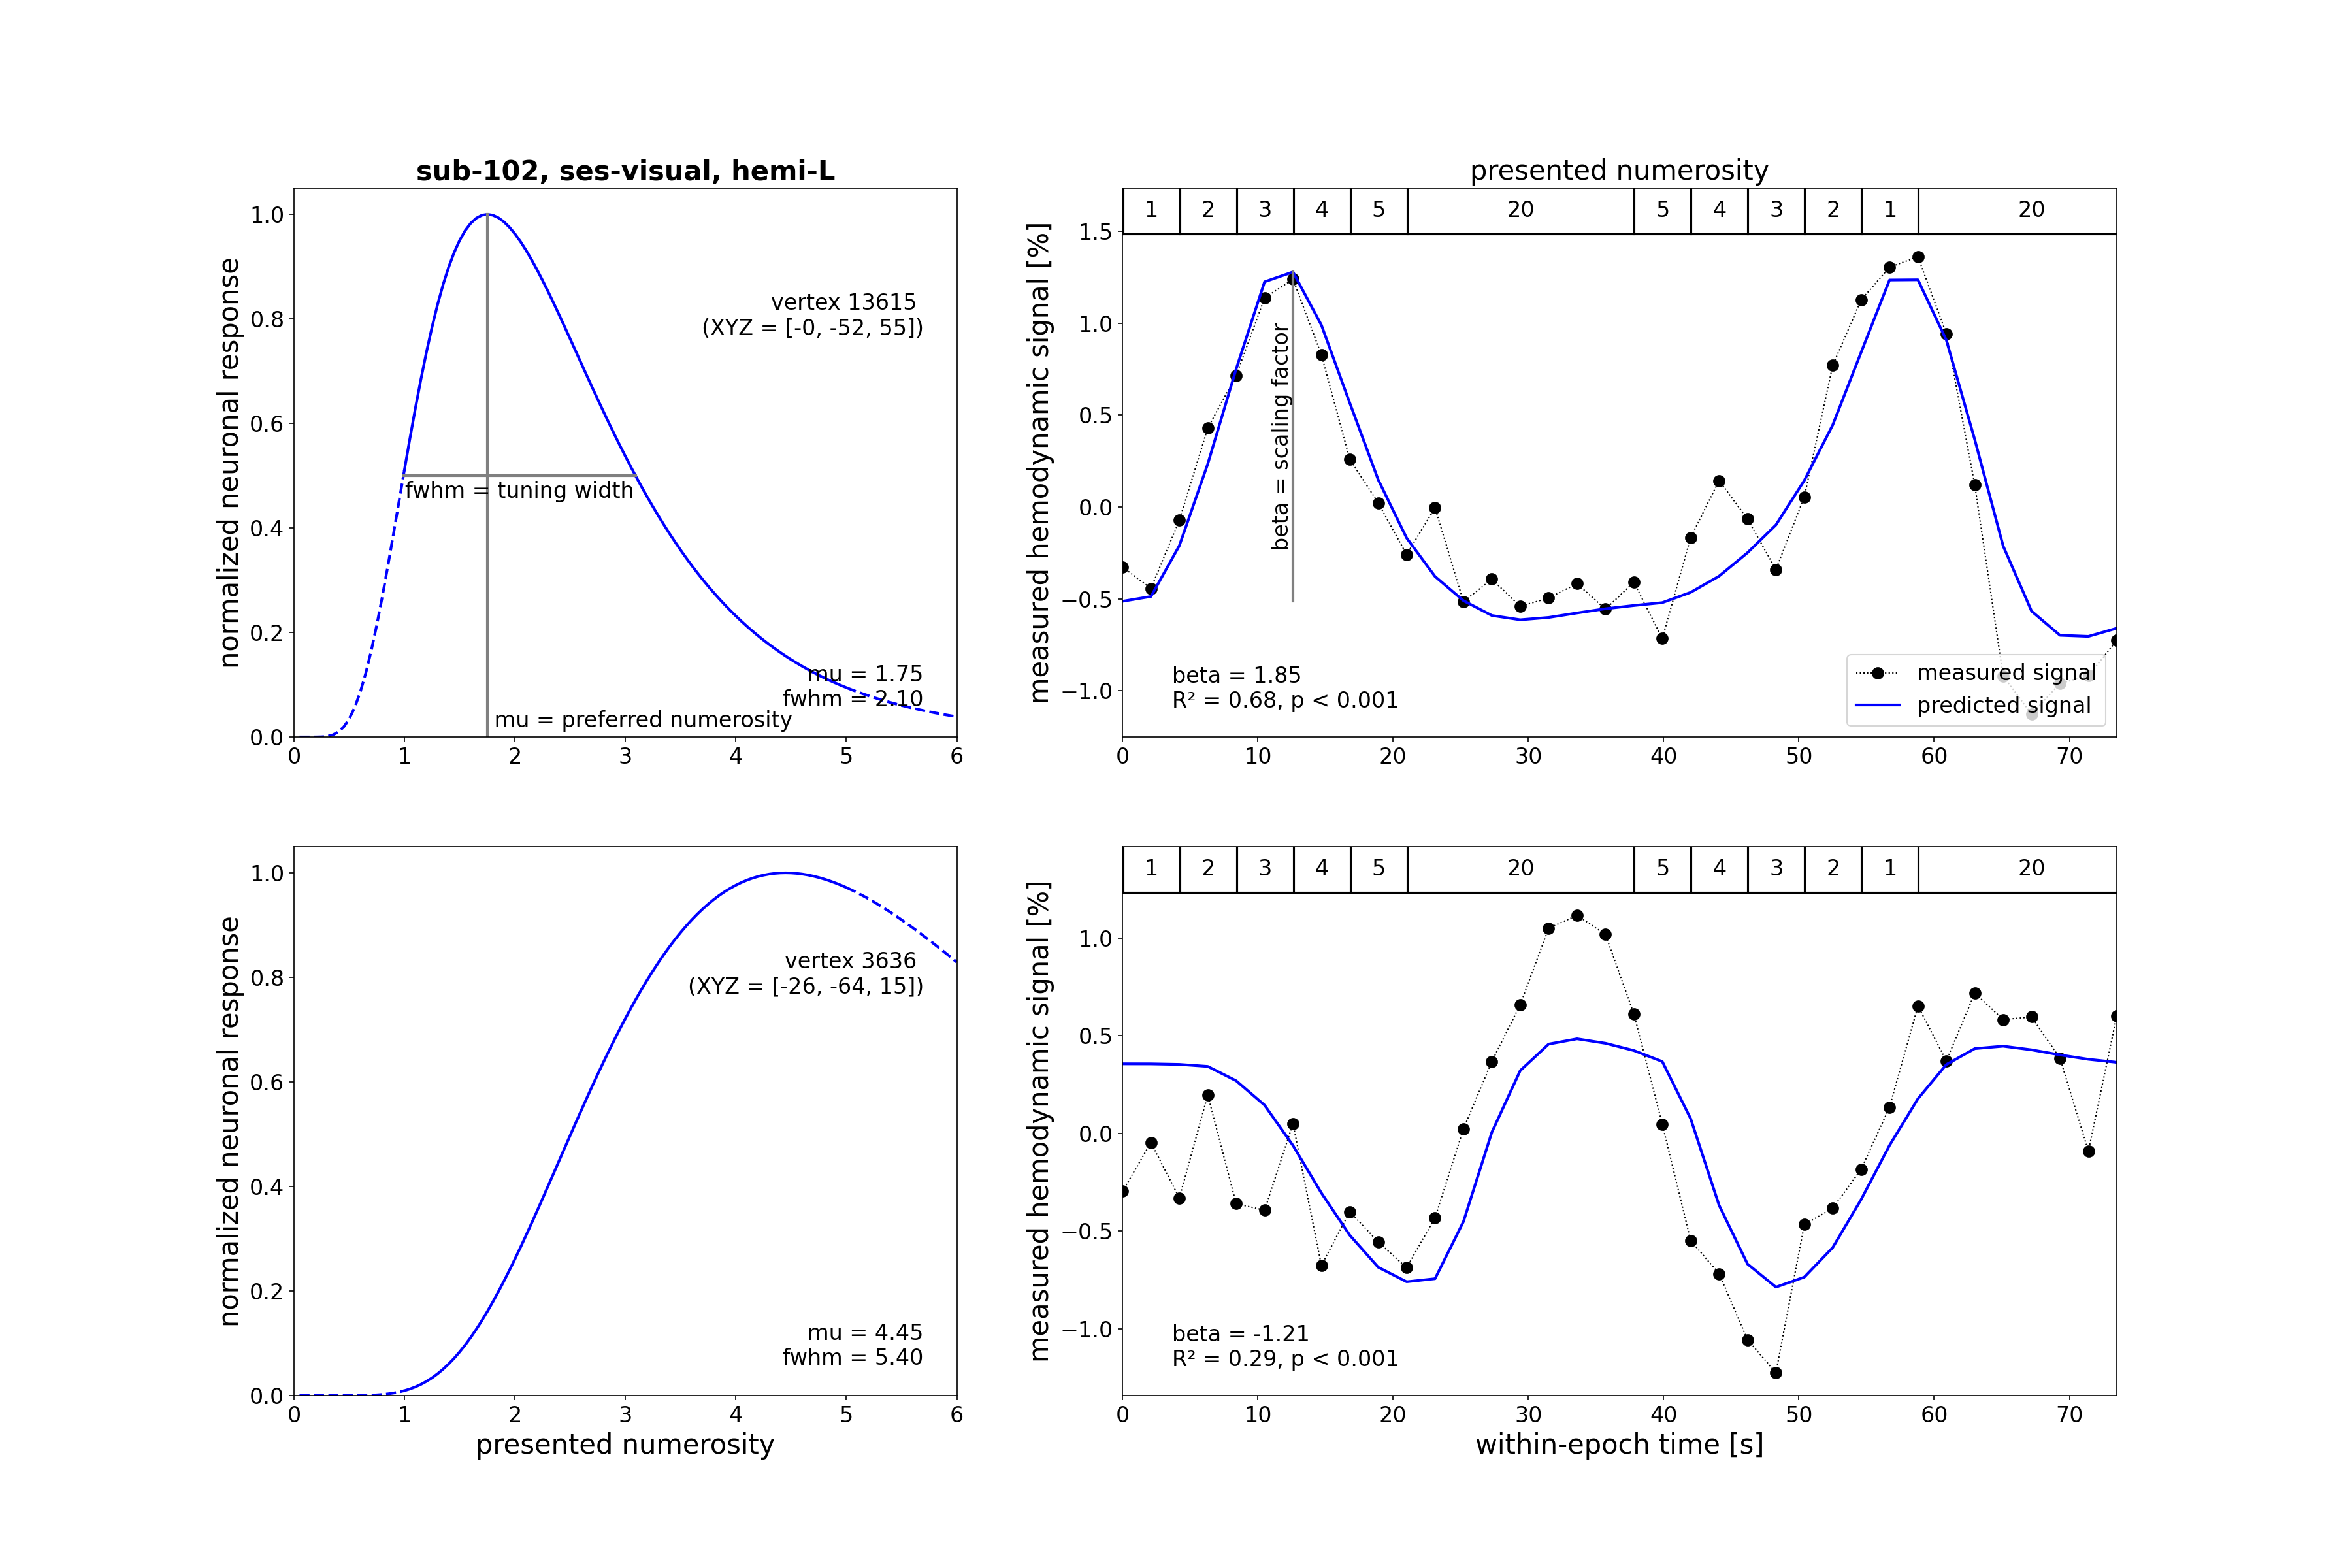 sub-102, ses-visual, hemi-L
normalized neuronal response
1.0
0.8
0.6
0.4
0.2
0.0
vertex 13615
(XYZ = [-0, -52, 55])
fwhm = tuning width
mu = 1.75
fwhm = 2.10
mu = preferred numerosity
0 1 2 3 4 5 6
presented numerosity
1 2 3 4 5 20 5 4 3 2 1 20
measured hemodynamic signal [%]
1.5
1.0
0.5
0.0
−0.5
−1.0
beta = scaling factor
beta = 1.85
R² = 0.68, p < 0.001
measured signal
predicted signal
0 10 20 30 40 50 60 70
normalized neuronal response
1.0
0.8
0.6
0.4
0.2
0.0
vertex 3636
(XYZ = [-26, -64, 15])
mu = 4.45
fwhm = 5.40
0 1 2 3 4 5 6
presented numerosity
1 2 3 4 5 20 5 4 3 2 1 20
measured hemodynamic signal [%]
1.0
0.5
0.0
−0.5
−1.0
beta = -1.21
R² = 0.29, p < 0.001
0 10 20 30 40 50 60 70
within-epoch time [s]